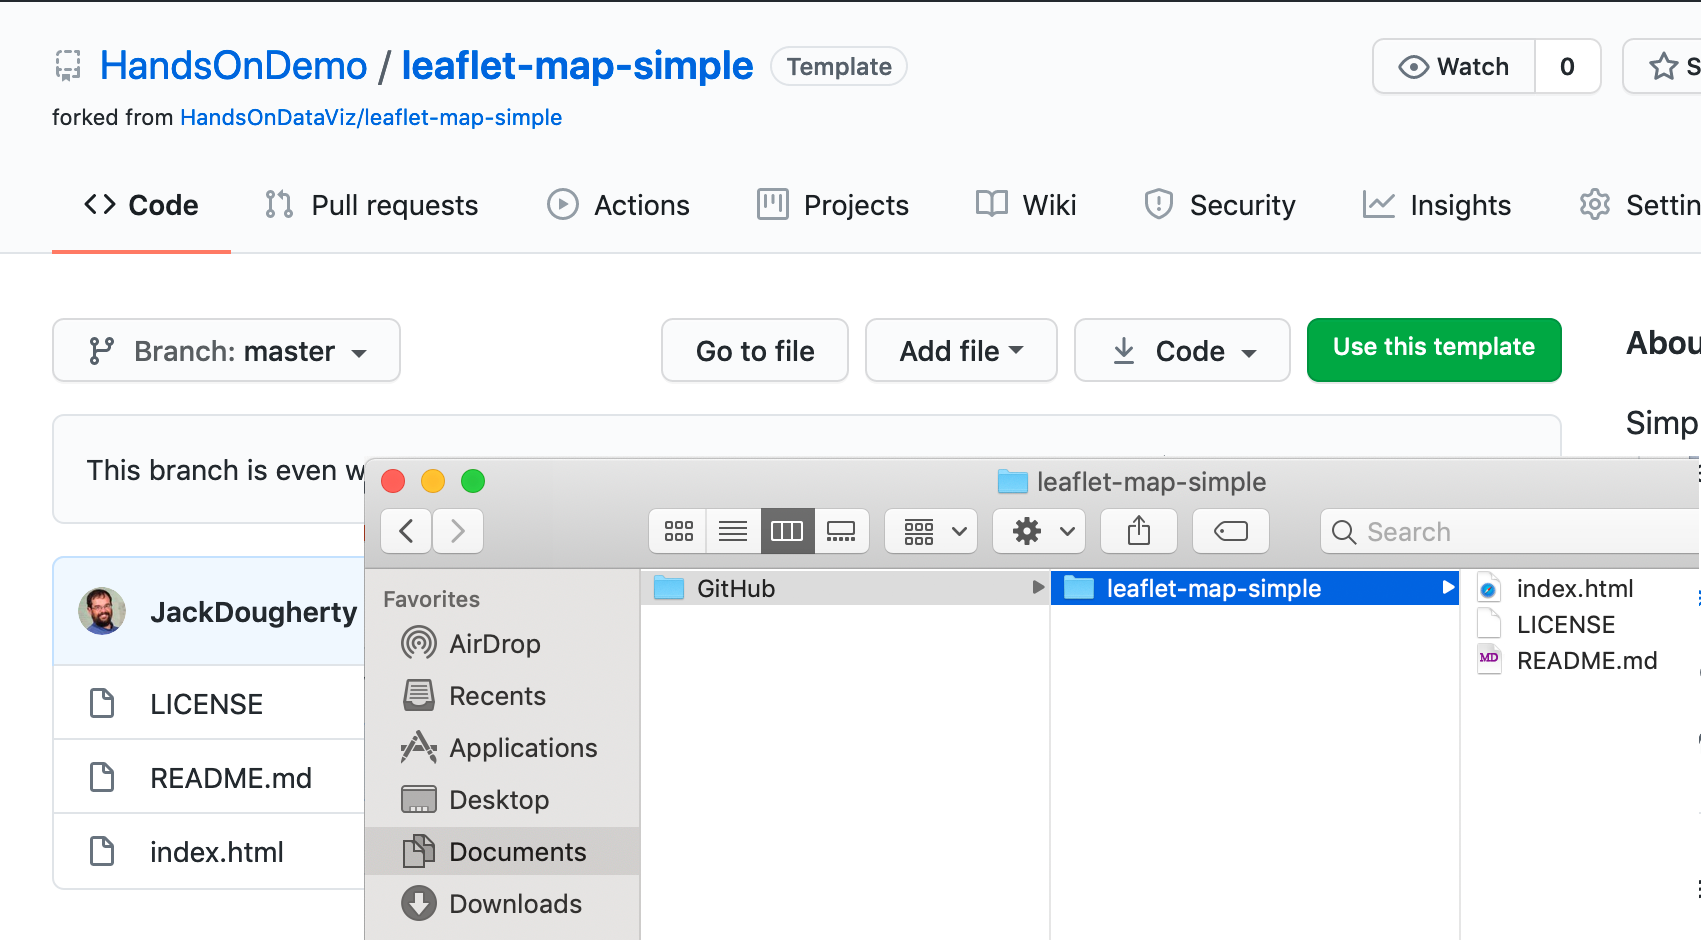 HandsOnDemo / leaflet-map-simple Template
Watch 0
forked from HandsOnDataViz/leaflet-map-simple
Code Pull requests Actions Projects Wiki Security Insights Settin
Branch: master Go to file Add file Code Use this template
Abou
Simp
This branch is even w
leaflet-map-simple
Search
JackDougherty
LICENSE
README.md
index.html
Favorites
AirDrop
Recents
Applications
Desktop
Documents
Downloads
GitHub
leaflet-map-simple
index.html
LICENSE
MD README.md